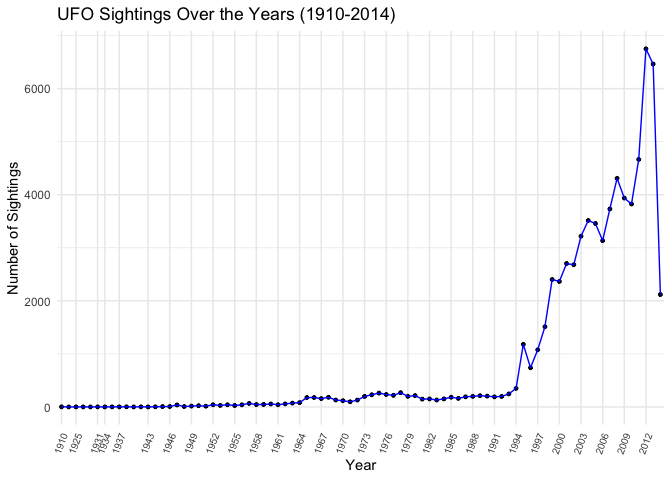 UFO Sightings Over the Years (1910-2014)
Number of Sightings
6000
4000
2000
0
1910 1925 1931 1934 1937 1943 1946 1949 1952 1955 1958 1961 1964 1967 1970 1973 1976 1979 1982 1985 1988 1991 1994 1997 2000 2003 2006 2009 2012
Year